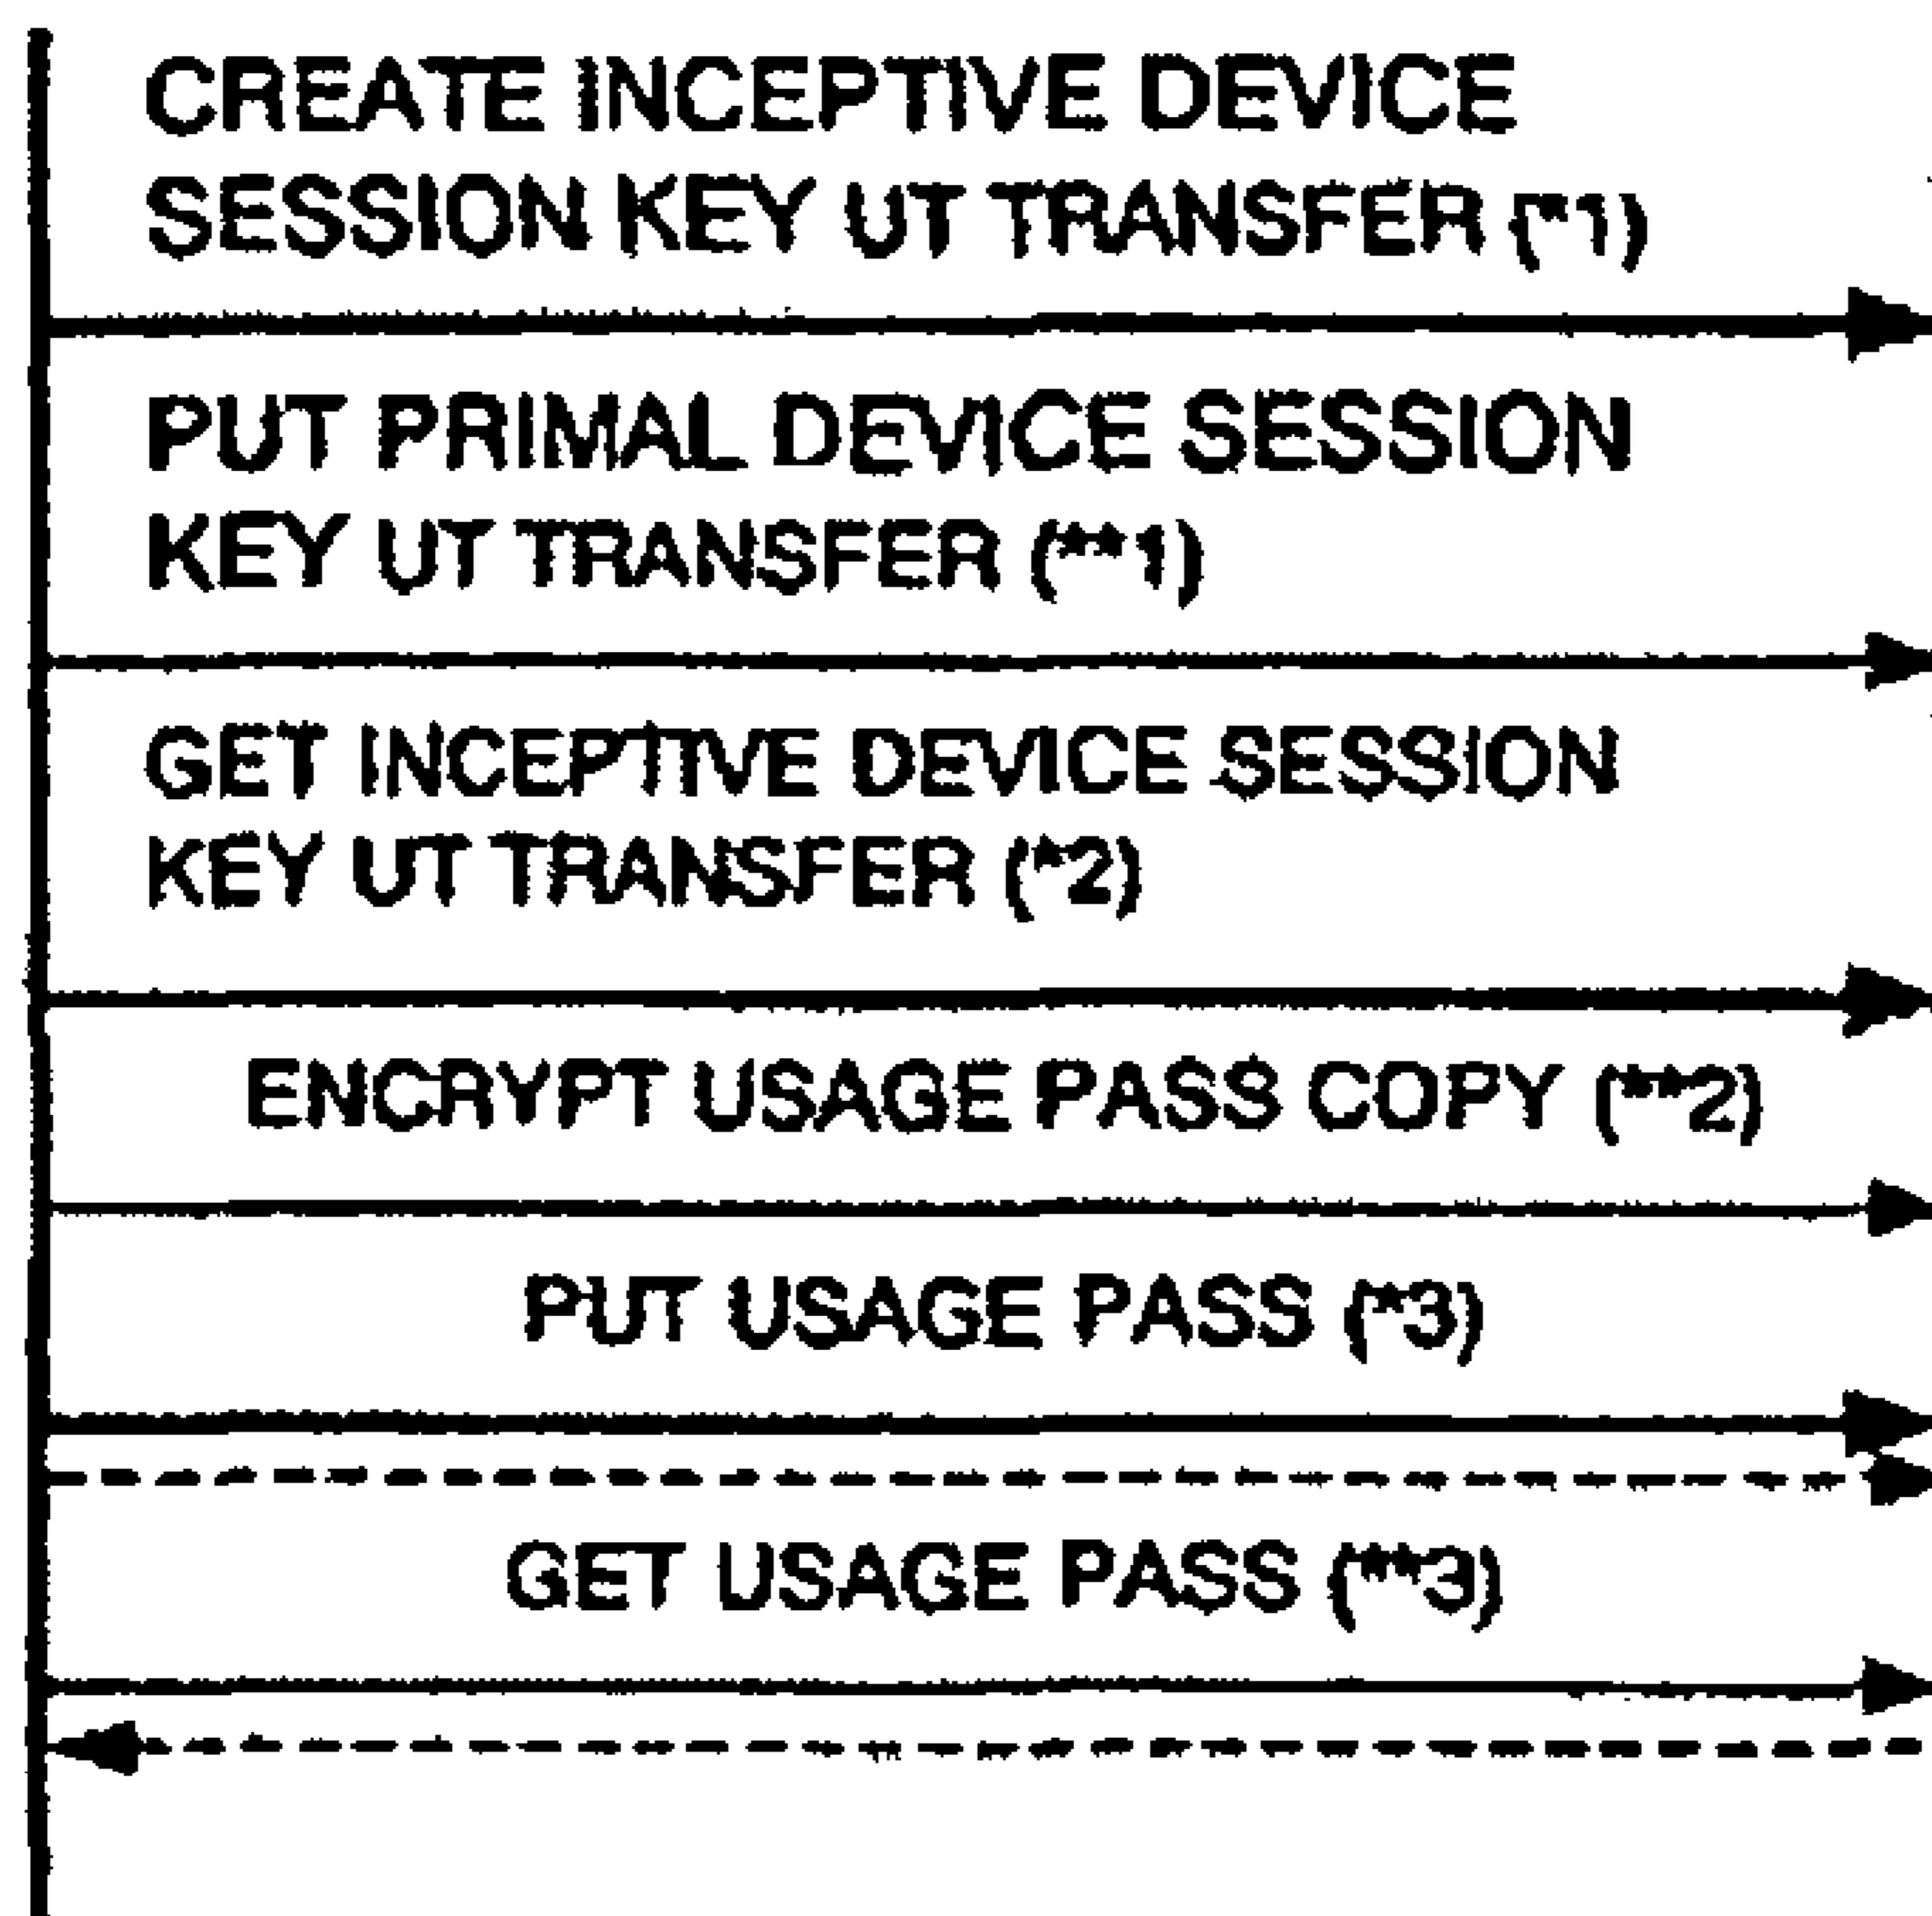 CREATE INCEPTIVE DEVICE
SESSION KEY UT TRANSFER (*1)
PUT PRIMAL DEVICE SESSION
KEY UT TRANSFER (**1)
GET INCEPTIVE DEVICE SESSION
KEY UT TRANSFER (*2)
ENCRYPT USAGE PASS COPY (**2)
PUT USAGE PASS (*3)
GET USAGE PASS (**3)